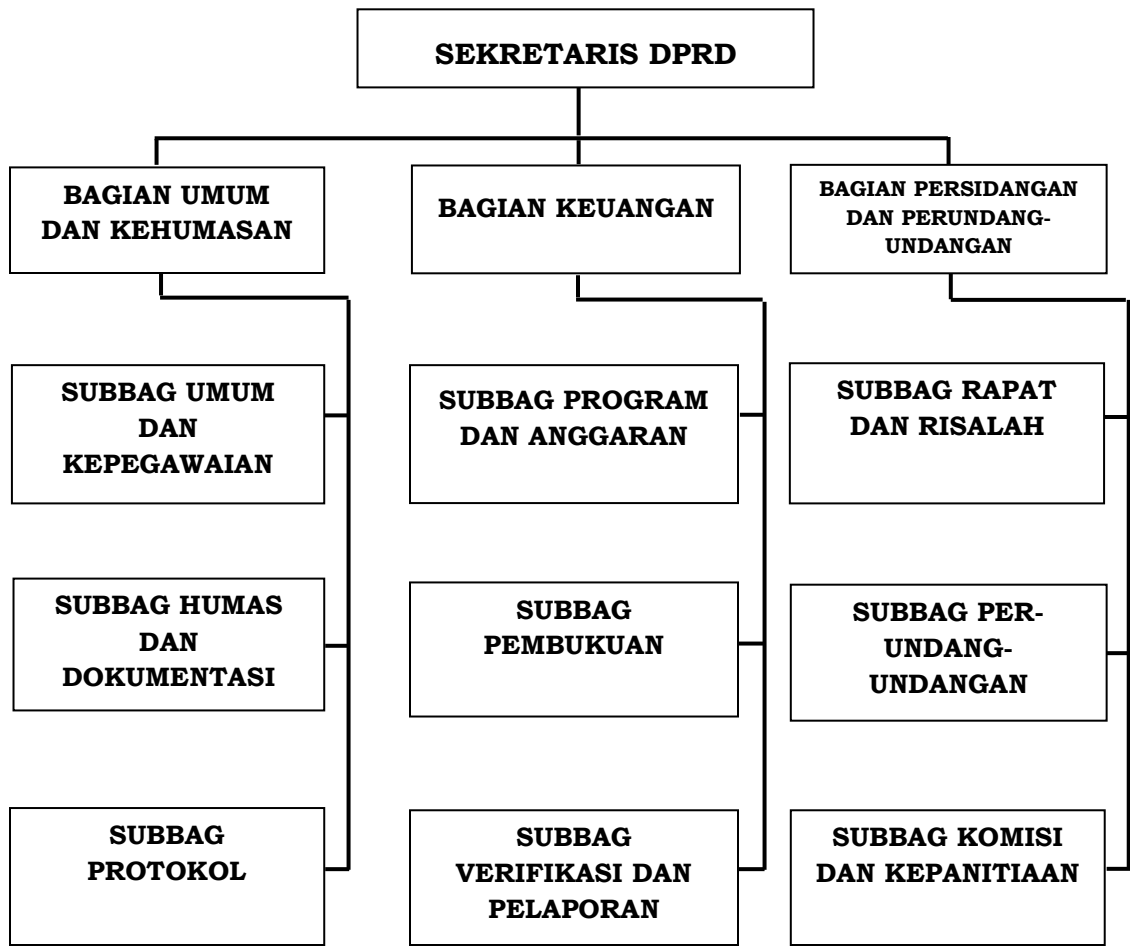 SEKRETARIS DPRD
BAGIAN UMUM
DAN KEHUMASAN
BAGIAN KEUANGAN
BAGIAN PERSIDANGAN
DAN PERUNDANG-
UNDANGAN
SUBBAG UMUM
DAN
KEPEGAWAIAN
SUBBAG PROGRAM
DAN ANGGARAN
SUBBAG RAPAT
DAN RISALAH
SUBBAG HUMAS
DAN
DOKUMENTASI
SUBBAG
PEMBUKUAN
SUBBAG PER-
UNDANG-
UNDANGAN
SUBBAG
PROTOKOL
SUBBAG
VERIFIKASI DAN
PELAPORAN
SUBBAG KOMISI
DAN KEPANITIAAN